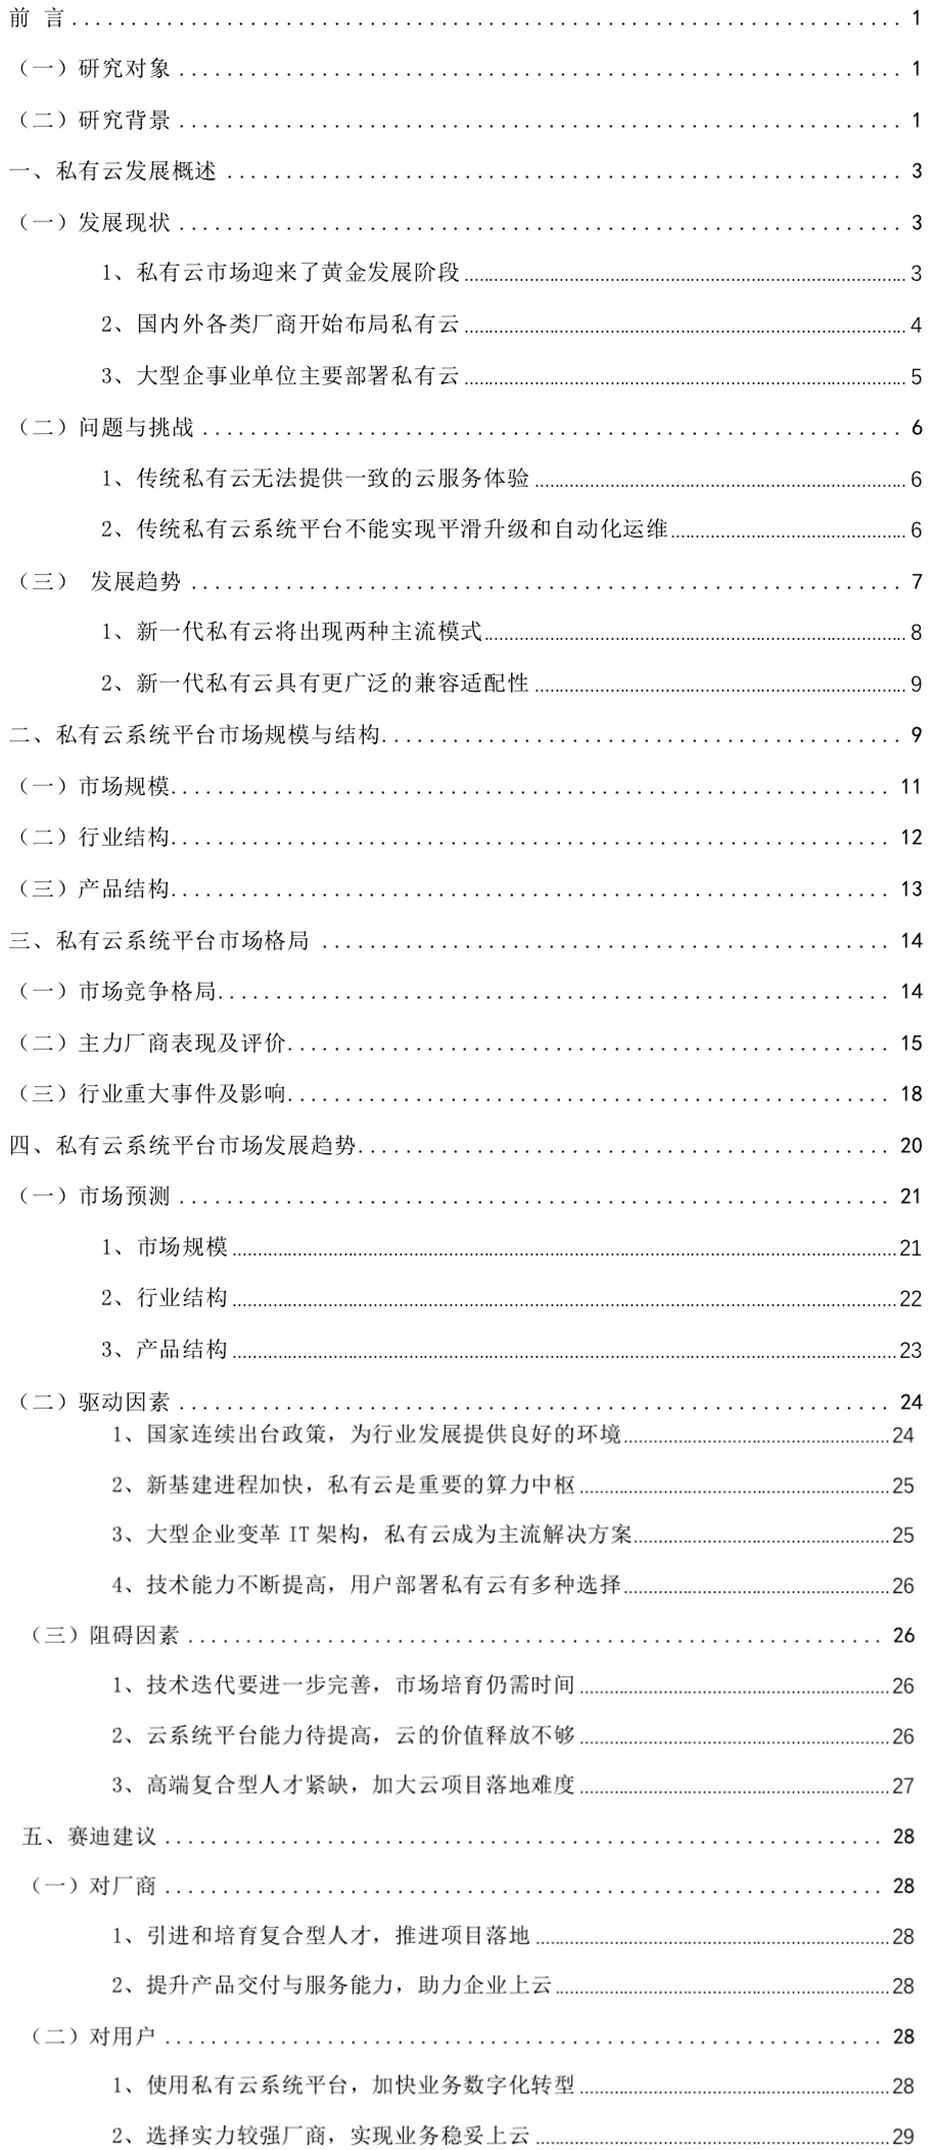 前 言 1
（一）研究对象 1
（二）研究背景 1
一、私有云发展概述 3
（一）发展现状 3
1、私有云市场迎来了黄金发展阶段 3
2、国内外各类厂商开始布局私有云 4
3、大型企事业单位主要部署私有云 5
（二）问题与挑战 6
1、传统私有云无法提供一致的云服务体验 6
2、传统私有云系统平台不能实现平滑升级和自动化运维 6
（三） 发展趋势 7
1、新一代私有云将出现两种主流模式 8
2、新一代私有云具有更广泛的兼容适配性 9
二、私有云系统平台市场规模与结构 9
（一）市场规模 11
（二）行业结构 12
（三）产品结构 13
三、私有云系统平台市场格局 14
（一）市场竞争格局 14
（二）主力厂商表现及评价 15
（三）行业重大事件及影响 18
四、私有云系统平台市场发展趋势 20
（一）市场预测 21
1、市场规模 21
2、行业结构 22
3、产品结构 23
（二）驱动因素 24
1、国家连续出台政策，为行业发展提供良好的环境 24
2、新基建进程加快，私有云是重要的算力中枢 25
3、大型企业变革 IT 架构，私有云成为主流解决方案 25
4、技术能力不断提高，用户部署私有云有多种选择 26
（三）阻碍因素 26
1、技术迭代要进一步完善，市场培育仍需时间 26
2、云系统平台能力待提高，云的价值释放不够 26
3、高端复合型人才紧缺，加大云项目落地难度 27
五、赛迪建议 28
（一）对厂商 28
1、引进和培育复合型人才，推进项目落地 28
2、提升产品交付与服务能力，助力企业上云 28
（二）对用户 28
1、使用私有云系统平台，加快业务数字化转型 28
2、选择实力较强厂商，实现业务稳妥上云 29